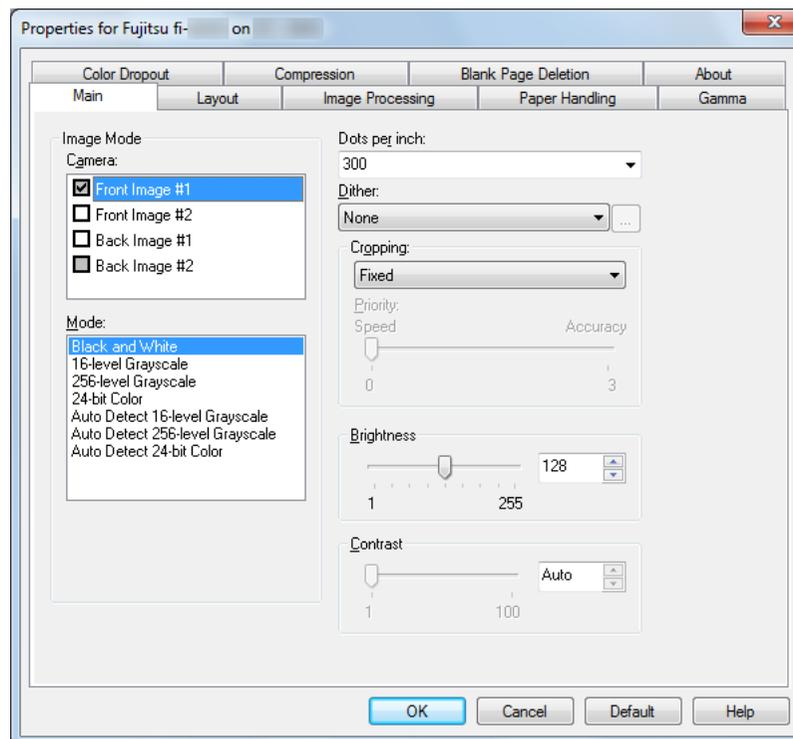 Properties for Fujitsu fi- on
Color Dropout Compression Blank Page Deletion About
Main Layout Image Processing Paper Handling Gamma
Image Mode
Camera:
Front Image #1
Front Image #2
Back Image #1
Back Image #2
Mode:
Black and White
16-level Grayscale
256-level Grayscale
24-bit Color
Auto Detect 16-level Grayscale
Auto Detect 256-level Grayscale
Auto Detect 24-bit Color
Dots per inch:
300
Dither:
None
...
Cropping:
Fixed
Priority:
Speed Accuracy
0 3
Brightness
128
1 255
Contrast
Auto
1 100
OK Cancel Default Help